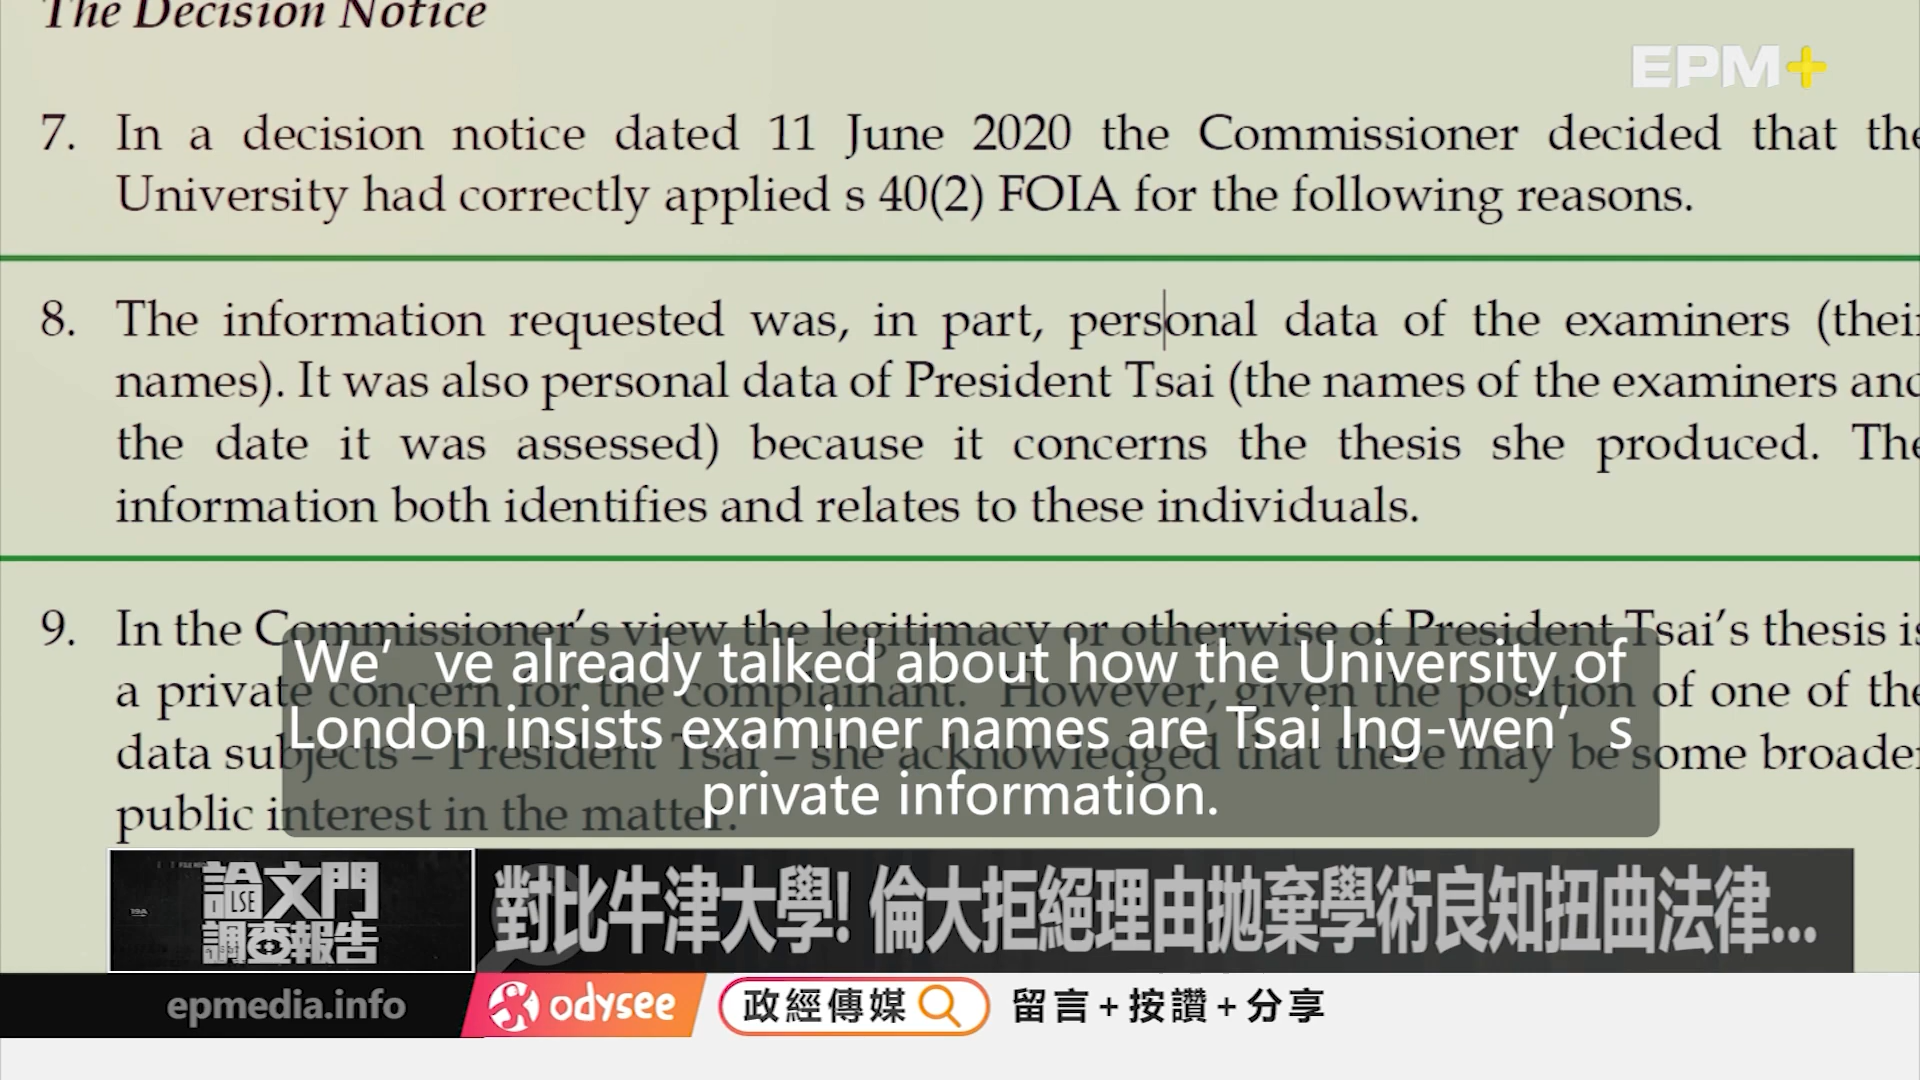 The Decision Notice
EPM+
7. In a decision notice dated 11 June 2020 the Commissioner decided that the
University had correctly applied s 40(2) FOIA for the following reasons.
8. The information requested was, in part, personal data of the examiners (their
names). It was also personal data of President Tsai (the names of the examiners and
the date it was assessed) because it concerns the thesis she produced. The
information both identifies and relates to these individuals.
9. In the Commissioner's view the legitimacy or otherwise of President Tsai's thesis is
a private concern for the complainant. However, given the position of one of the
data subjects – President Tsai – she acknowledged that there may be some broader
public interest in the matter.
We've already talked about how the University of
London insists examiner names are Tsai Ing-wen's
private information.
論文門
LSE
調查報告
19A
對比牛津大學! 倫大拒絕理由拋棄學術良知扭曲法律...
epmedia.info
odysee
政經傳媒
留言+按讚+分享